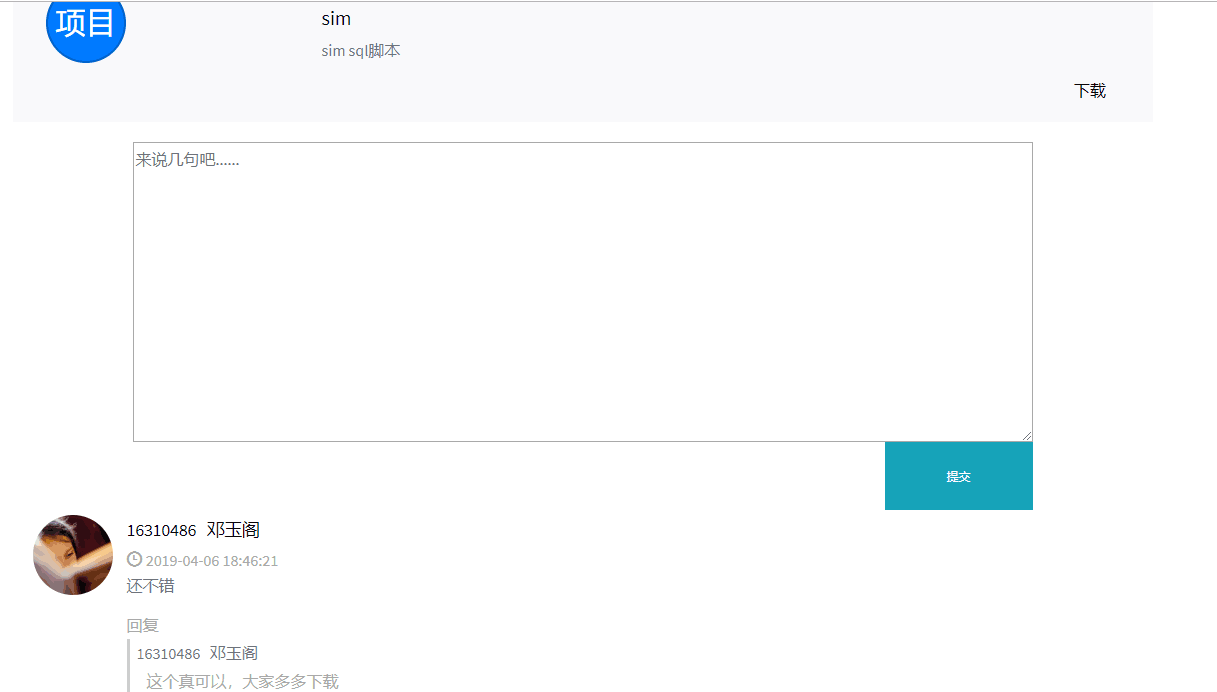 项目
sim
sim sql脚本
下载
来说几句吧......
提交
16310486 邓玉阁
2019-04-06 18:46:21
还不错
回复
16310486 邓玉阁
这个真可以，大家多多下载